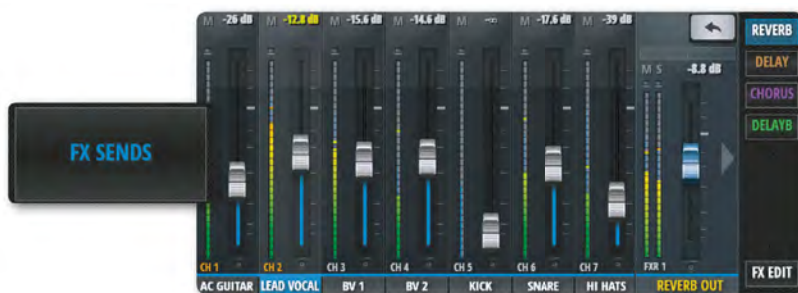 FX SENDS
M -26 dB
M -12.8 dB
M -15.6 dB
M -14.6 dB
M -∞
M -17.6 dB
M -39 dB
M S -8.8 dB
CH 1
CH 2
CH 3
CH 4
CH 5
CH 6
CH 7
FXR 1
AC GUITAR
LEAD VOCAL
BV 1
BV 2
KICK
SNARE
HI HATS
REVERB OUT
REVERB
DELAY
CHORUS
DELAYB
FX EDIT